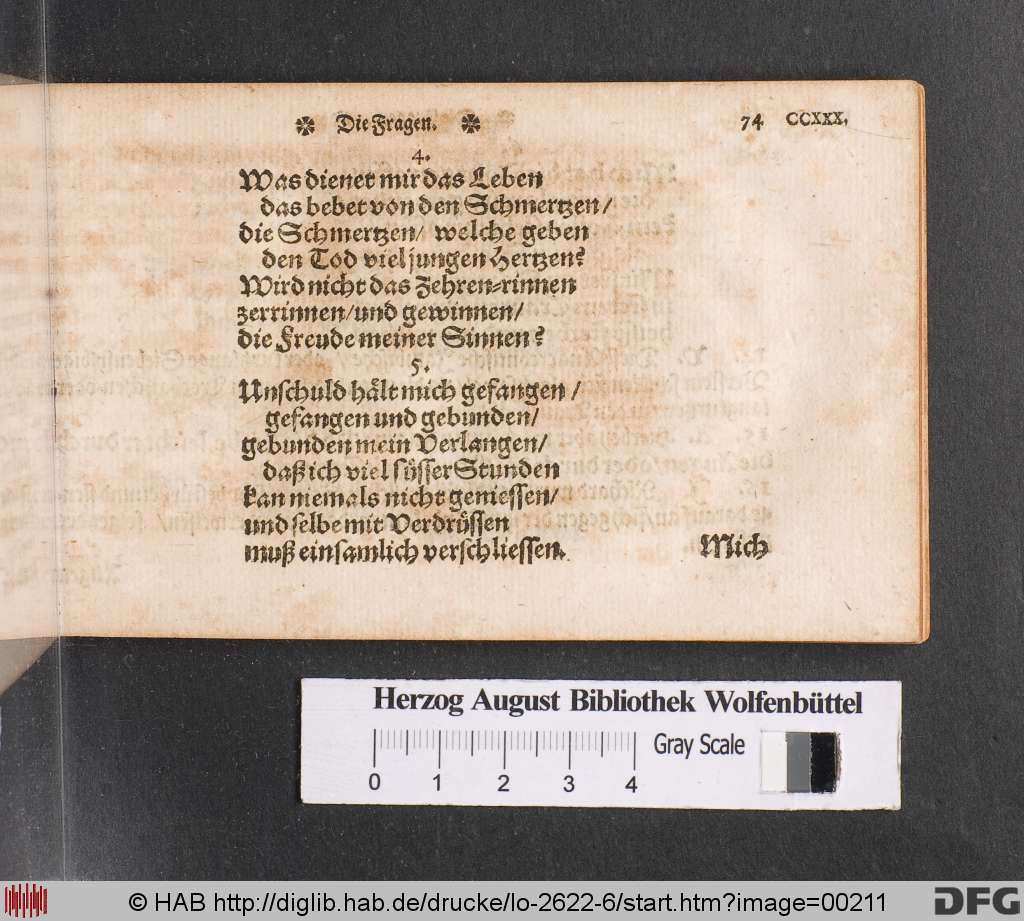 ✼ Die Fragen. ✼ 74 CCXXX.
4.
Was dienet mir das Leben
das bebet von den Schmertzen/
die Schmertzen/ welche geben
den Tod viel jungen Hertzen?
Wird nicht das Zehren-rinnen
zerrinnen/und gewinnen/
die Freude meiner Sinnen?
5.
Unschuld hält mich gefangen/
gefangen und gebunden/
gebunden mein Verlangen/
daß ich viel süsser Stunden
kan niemals nicht geniessen/
und selbe mit Verdrüssen
muß einsamlich verschliessen.
Mich
Herzog August Bibliothek Wolfenbüttel
Gray Scale
0 1 2 3 4
© HAB http://diglib.hab.de/drucke/lo-2622-6/start.htm?image=00211
DFG